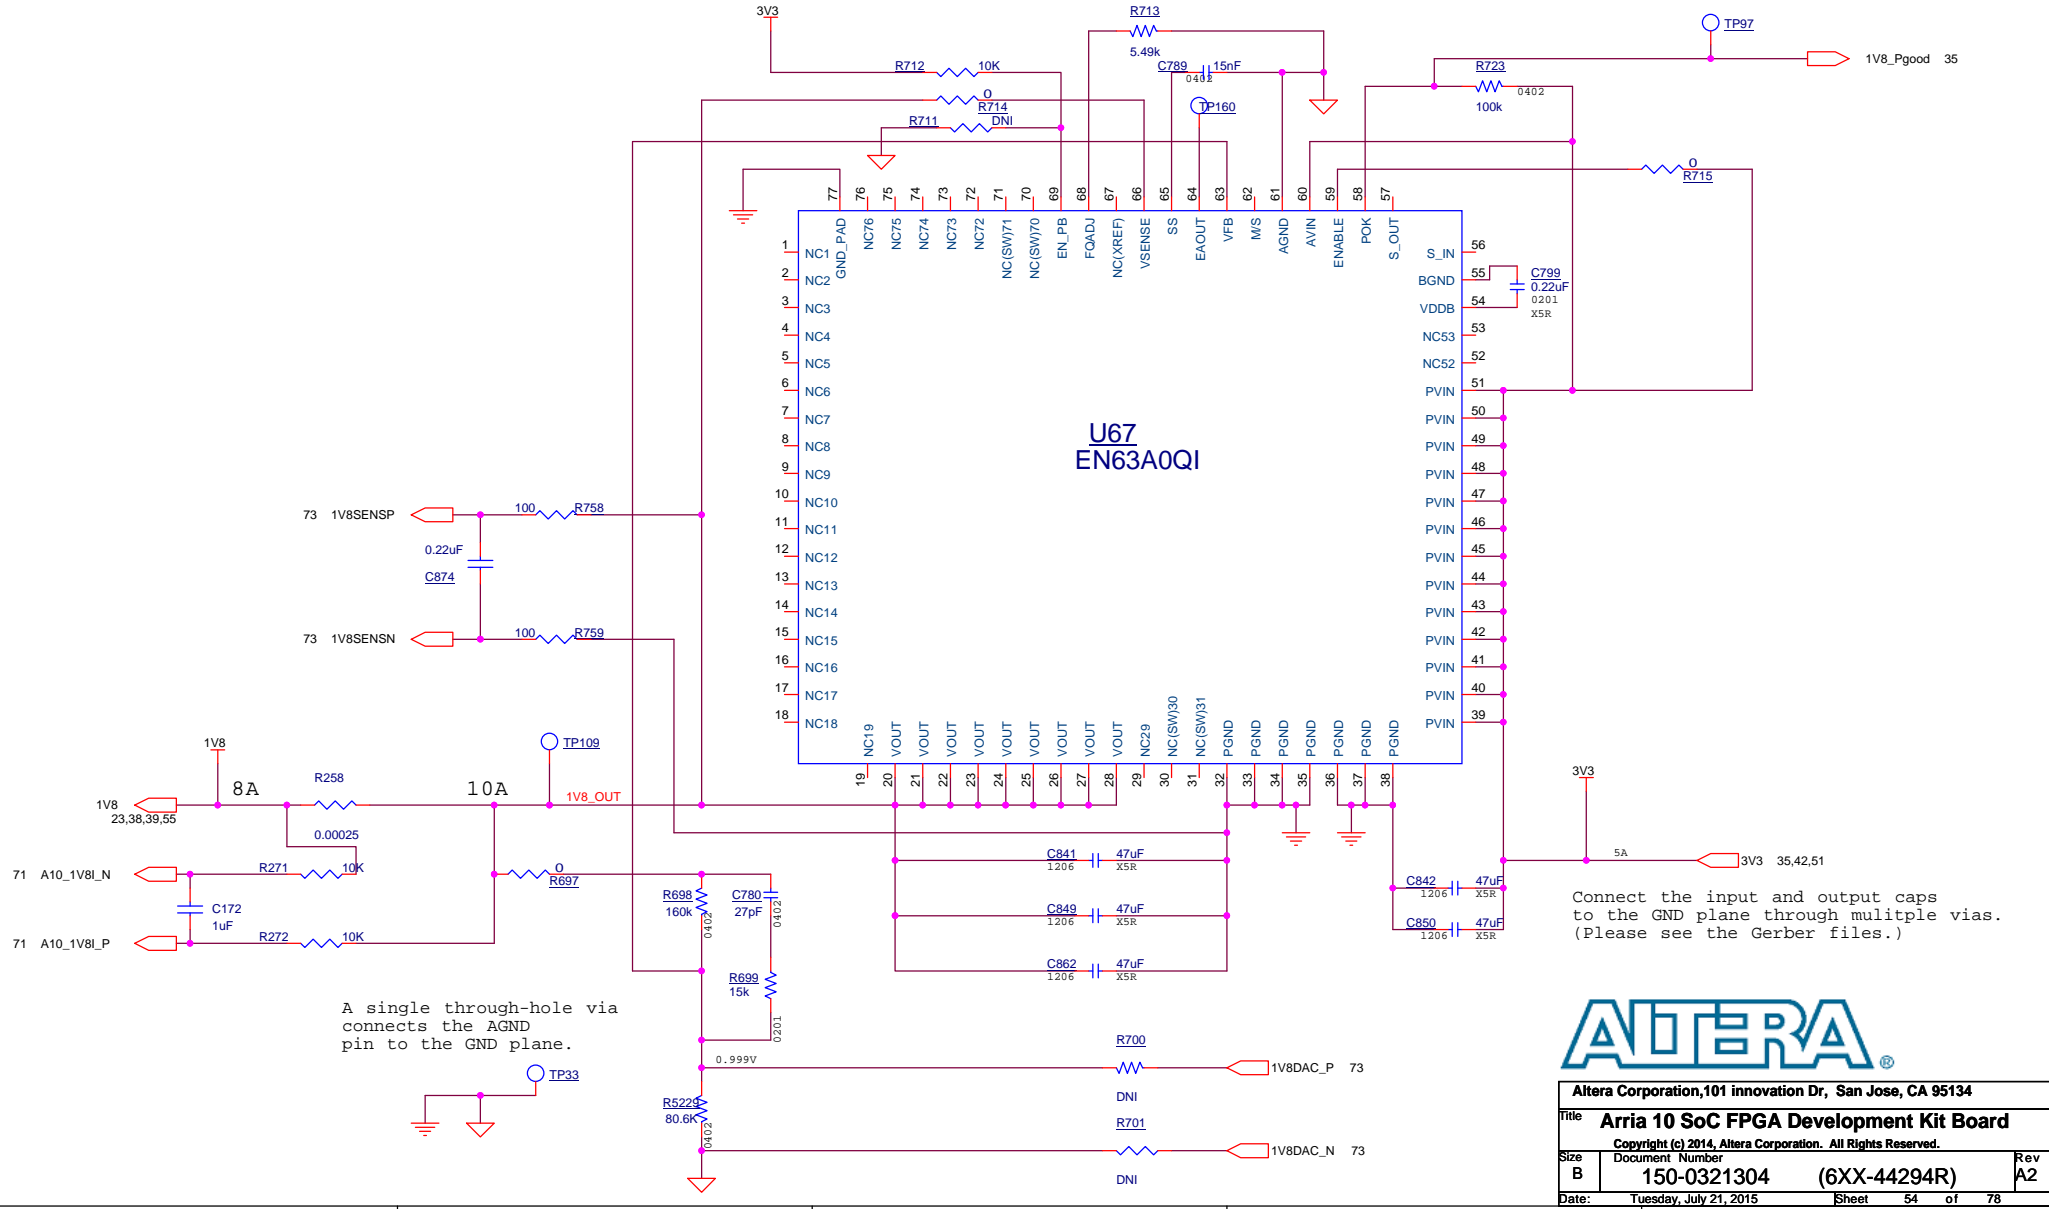 3V3
R713
5.49k
TP97
1V8_Pgood 35
R712 10K
C789 15nF
0402
R723
0402
100k
0
R714
TP160
R711 DNI
0
R715
77 76 75 74 73 72 71 70 69 68 67 66 65 64 63 62 61 60 59 58 57
GND_PAD NC76 NC75 NC74 NC73 NC72 NC(SW)71 NC(SW)70 EN_PB FQADJ NC(XREF) VSENSE SS EAOUT VFB M/S AGND AVIN ENABLE POK S_OUT
1 NC1
2 NC2
3 NC3
4 NC4
5 NC5
6 NC6
7 NC7
8 NC8
9 NC9
10 NC10
11 NC11
12 NC12
13 NC13
14 NC14
15 NC15
16 NC16
17 NC17
18 NC18
S_IN 56
BGND 55
VDDB 54
NC53 53
NC52 52
PVIN 51
PVIN 50
PVIN 49
PVIN 48
PVIN 47
PVIN 46
PVIN 45
PVIN 44
PVIN 43
PVIN 42
PVIN 41
PVIN 40
PVIN 39
C799
0.22uF
0201
X5R
U67
EN63A0QI
NC19 VOUT VOUT VOUT VOUT VOUT VOUT VOUT VOUT VOUT NC29 NC(SW)30 NC(SW)31 PGND PGND PGND PGND PGND PGND PGND
19 20 21 22 23 24 25 26 27 28 29 30 31 32 33 34 35 36 37 38
73 1V8SENSP
100 R758
0.22uF
C874
73 1V8SENSN
100 R759
1V8
8A
R258
10A
TP109
1V8_OUT
1V8
23,38,39,55
0.00025
71 A10_1V8I_N
R271 10K
C172
1uF
71 A10_1V8I_P
R272 10K
0
R697
R698
160k
0402
C780
27pF
0402
R699
15k
0201
C841 47uF
1206 X5R
C849 47uF
1206 X5R
C862 47uF
1206 X5R
C842 47uF
1206 X5R
C850 47uF
1206 X5R
3V3
5A
3V3 35,42,51
Connect the input and output caps
to the GND plane through mulitple vias.
(Please see the Gerber files.)
A single through-hole via
connects the AGND
pin to the GND plane.
TP33
0.999V
R5229
80.6K
0402
R700
DNI
1V8DAC_P 73
R701
DNI
1V8DAC_N 73
ALTERA®
Altera Corporation,101 innovation Dr, San Jose, CA 95134
Title
Arria 10 SoC FPGA Development Kit Board
Copyright (c) 2014, Altera Corporation. All Rights Reserved.
Size Document Number Rev
B 150-0321304 (6XX-44294R) A2
Date: Tuesday, July 21, 2015 Sheet 54 of 78